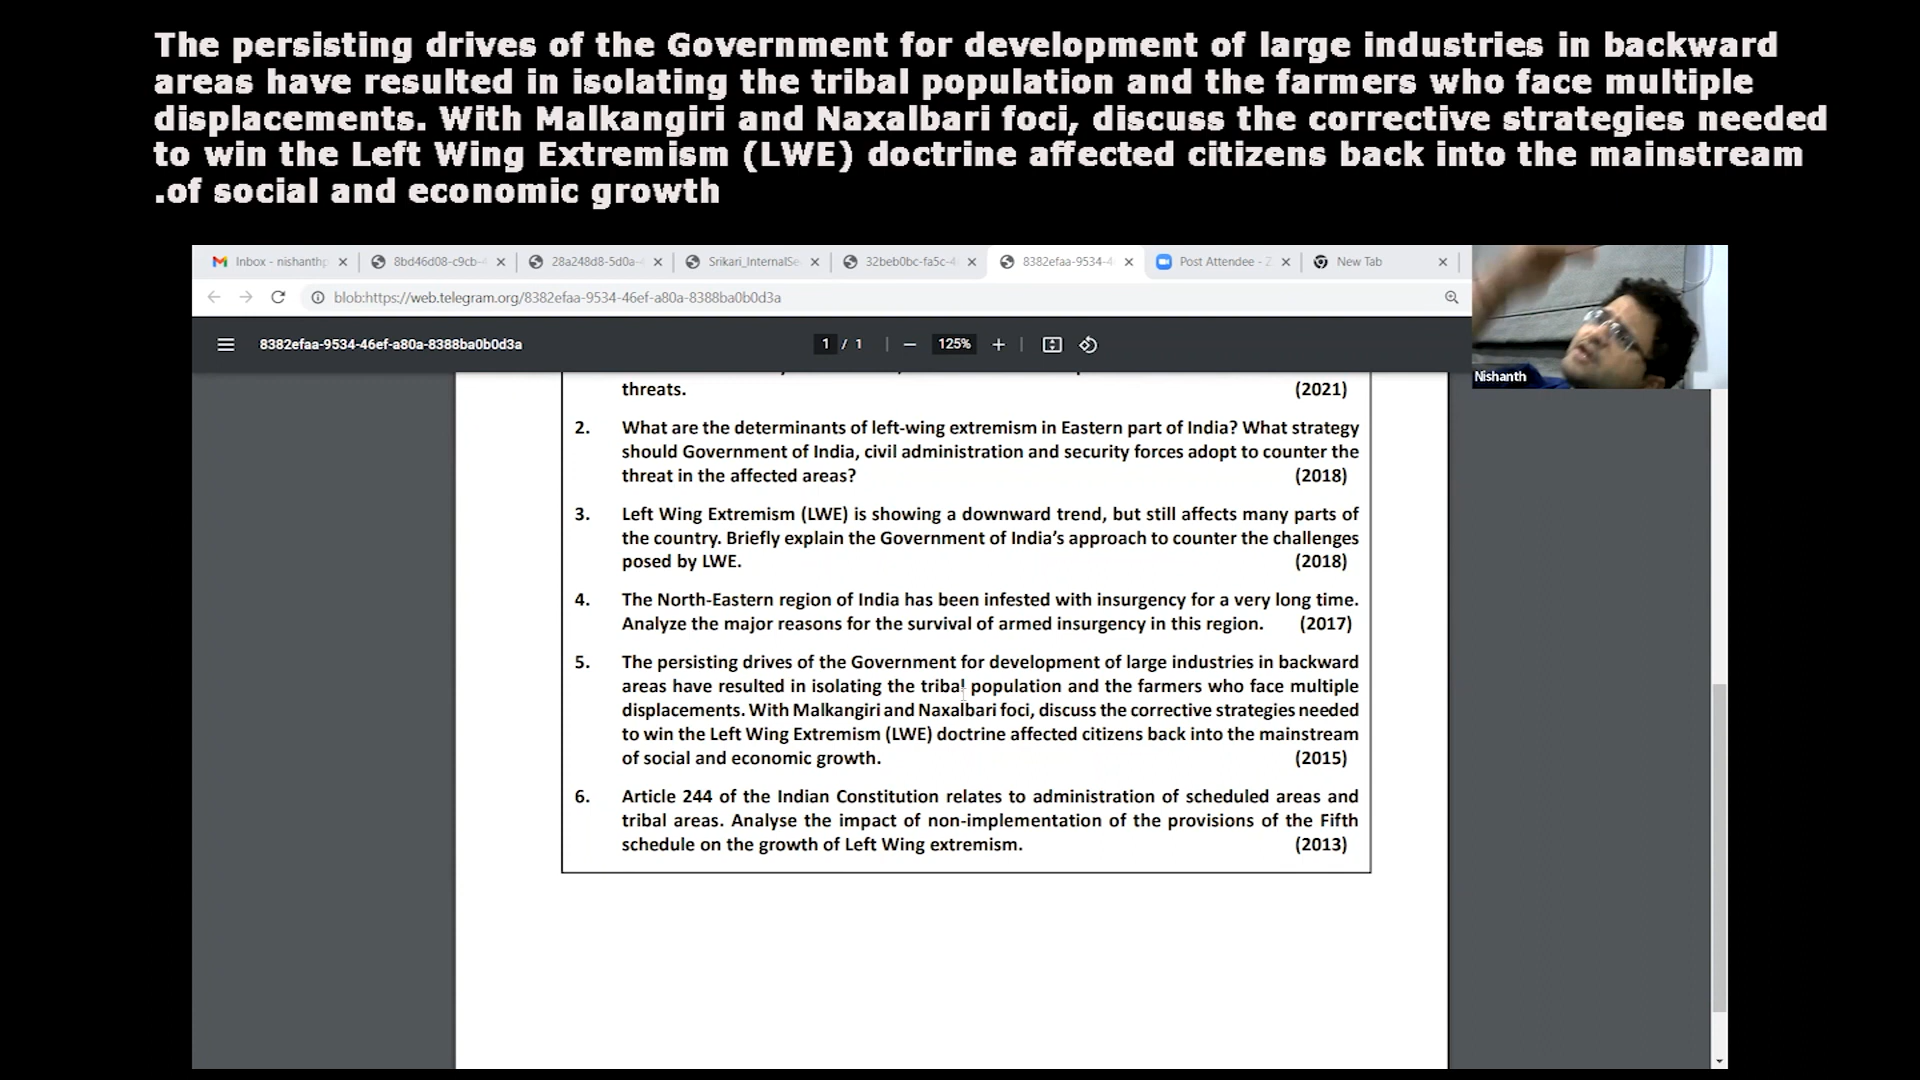 The persisting drives of the Government for development of large industries in backward
areas have resulted in isolating the tribal population and the farmers who face multiple
displacements. With Malkangiri and Naxalbari foci, discuss the corrective strategies needed
to win the Left Wing Extremism (LWE) doctrine affected citizens back into the mainstream
.of social and economic growth
Inbox - nishanthp
8bd46d08-c9cb-4
28a248d8-5d0a-4
Srikari_InternalSe
32beb0bc-fa5c-4
8382efaa-9534-4
Post Attendee - Z
New Tab
blob:https://web.telegram.org/8382efaa-9534-46ef-a80a-8388ba0b0d3a
8382efaa-9534-46ef-a80a-8388ba0b0d3a
1 / 1
125%
Nishanth
threats. (2021)
2. What are the determinants of left-wing extremism in Eastern part of India? What strategy
should Government of India, civil administration and security forces adopt to counter the
threat in the affected areas? (2018)
3. Left Wing Extremism (LWE) is showing a downward trend, but still affects many parts of
the country. Briefly explain the Government of India's approach to counter the challenges
posed by LWE. (2018)
4. The North-Eastern region of India has been infested with insurgency for a very long time.
Analyze the major reasons for the survival of armed insurgency in this region. (2017)
5. The persisting drives of the Government for development of large industries in backward
areas have resulted in isolating the tribal population and the farmers who face multiple
displacements. With Malkangiri and Naxalbari foci, discuss the corrective strategies needed
to win the Left Wing Extremism (LWE) doctrine affected citizens back into the mainstream
of social and economic growth. (2015)
6. Article 244 of the Indian Constitution relates to administration of scheduled areas and
tribal areas. Analyse the impact of non-implementation of the provisions of the Fifth
schedule on the growth of Left Wing extremism. (2013)